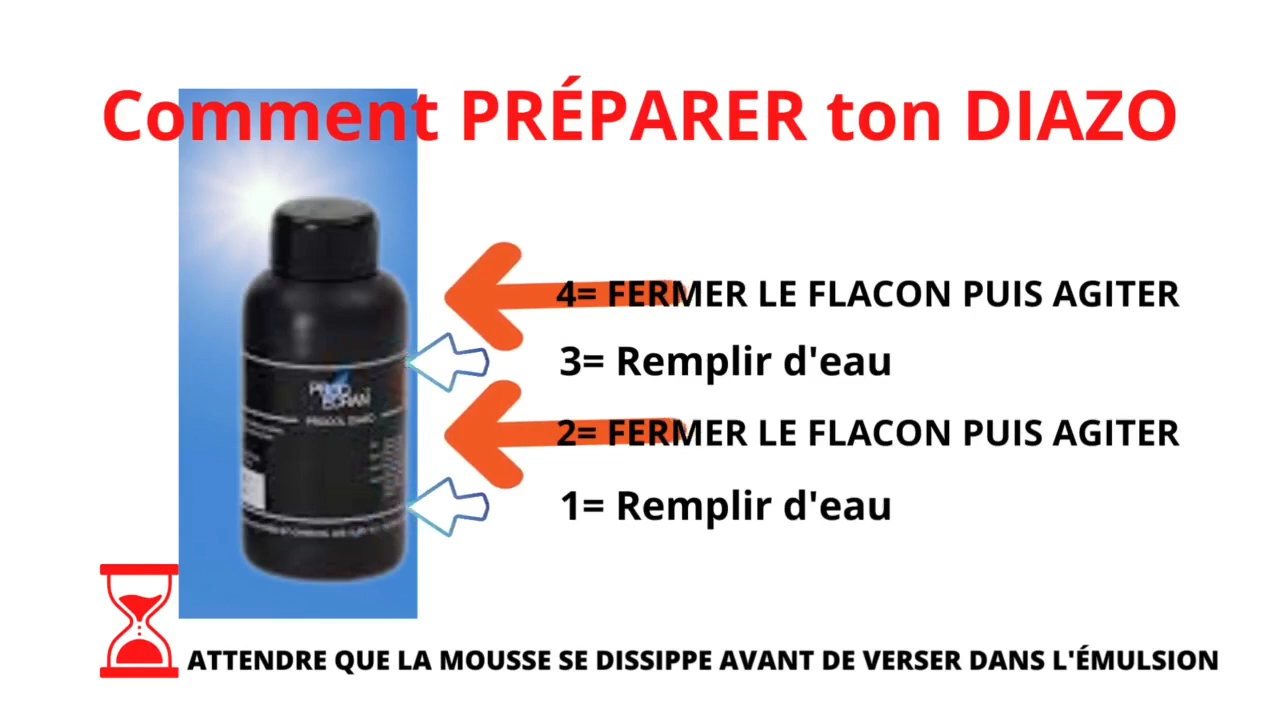 Comment PRÉPARER ton DIAZO
4= FERMER LE FLACON PUIS AGITER
3= Remplir d'eau
2= FERMER LE FLACON PUIS AGITER
1= Remplir d'eau
ATTENDRE QUE LA MOUSSE SE DISSIPPE AVANT DE VERSER DANS L'ÉMULSION